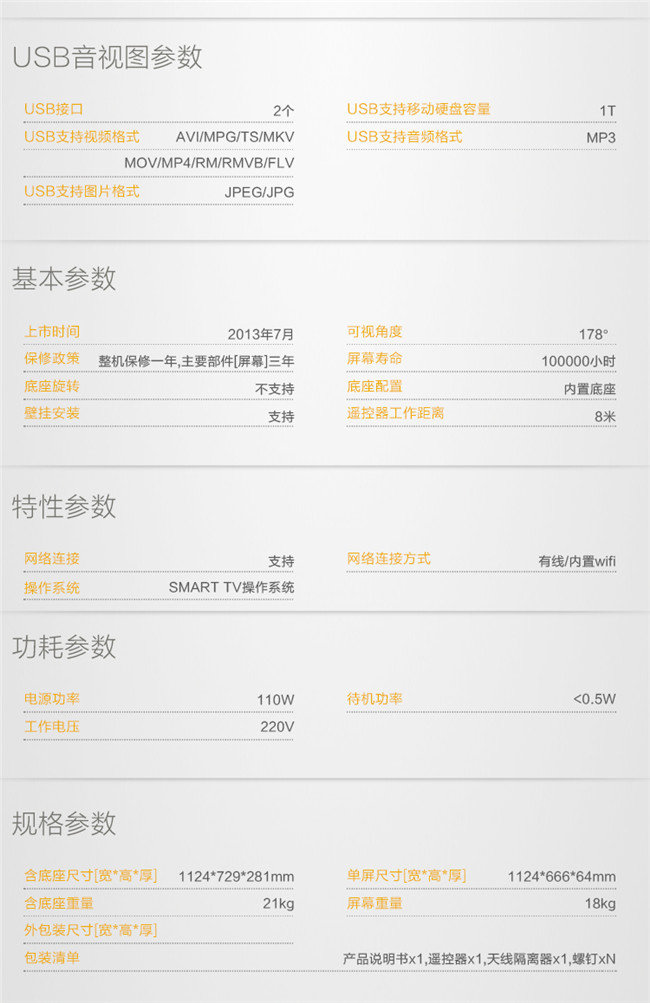 USB音视图参数
USB接口 2个 USB支持移动硬盘容量 1T
USB支持视频格式 AVI/MPG/TS/MKV USB支持音频格式 MP3
MOV/MP4/RM/RMVB/FLV
USB支持图片格式 JPEG/JPG
基本参数
上市时间 2013年7月 可视角度 178°
保修政策 整机保修一年,主要部件[屏幕]三年 屏幕寿命 100000小时
底座旋转 不支持 底座配置 内置底座
壁挂安装 支持 遥控器工作距离 8米
特性参数
网络连接 支持 网络连接方式 有线/内置wifi
操作系统 SMART TV操作系统
功耗参数
电源功率 110W 待机功率 <0.5W
工作电压 220V
规格参数
含底座尺寸[宽*高*厚] 1124*729*281mm 单屏尺寸[宽*高*厚] 1124*666*64mm
含底座重量 21kg 屏幕重量 18kg
外包装尺寸[宽*高*厚]
包装清单 产品说明书x1,遥控器x1,天线隔离器x1,螺钉xN